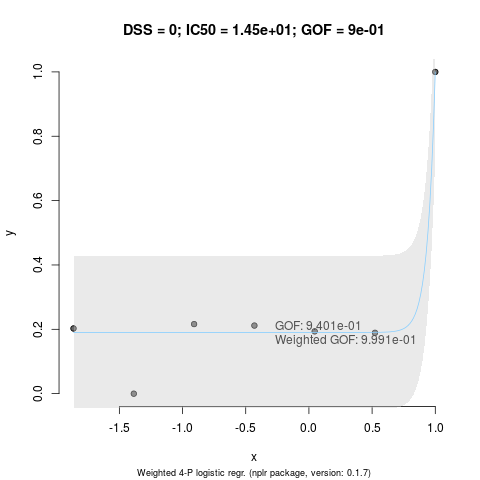 DSS = 0; IC50 = 1.45e+01; GOF = 9e-01
1.0
0.8
0.6
0.4
0.2
0.0
y
GOF: 9.401e-01
Weighted GOF: 9.991e-01
-1.5 -1.0 -0.5 0.0 0.5 1.0
x
Weighted 4-P logistic regr. (nplr package, version: 0.1.7)